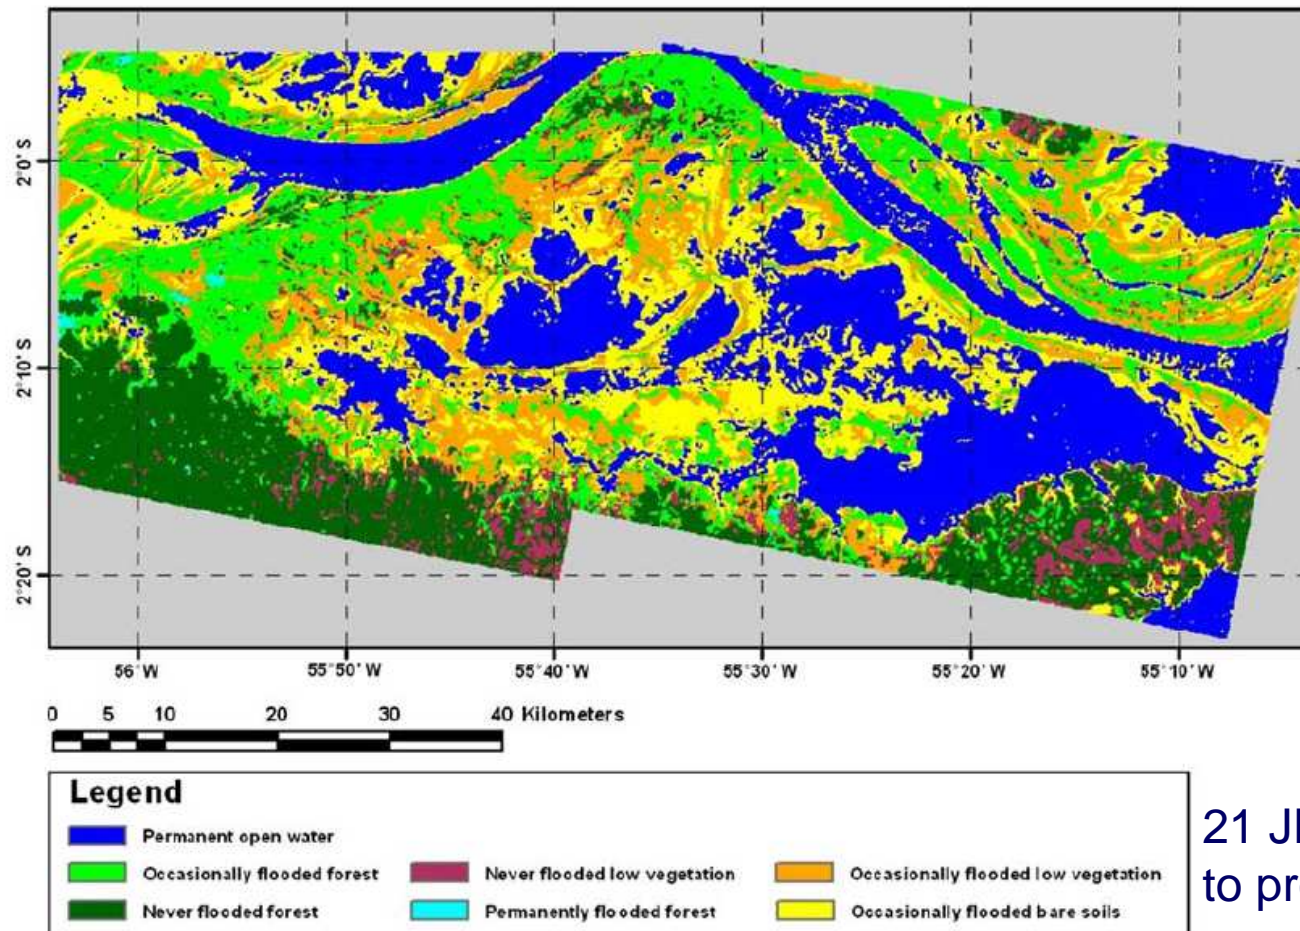 2°0'S
2°10'S
2°20'S
56°W 55°50'W 55°40'W 55°30'W 55°20'W 55°10'W
0 5 10 20 30 40 Kilometers
Legend
Permanent open water
Occasionally flooded forest Never flooded low vegetation Occasionally flooded low vegetation
Never flooded forest Permanently flooded forest Occasionally flooded bare soils
21
to